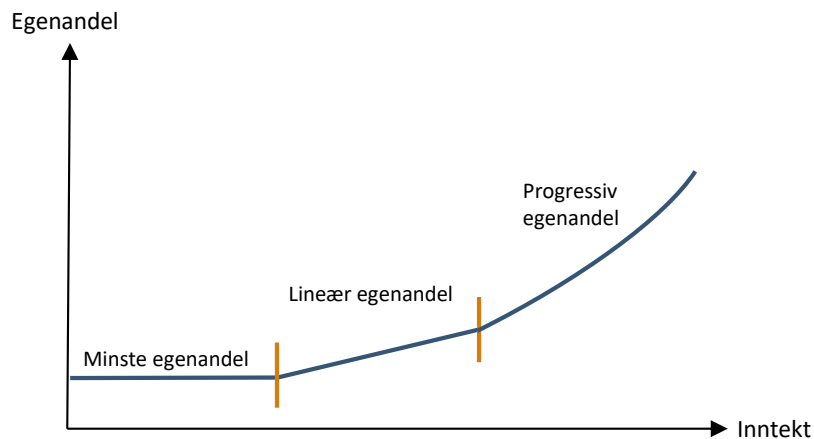 Egenandel
Progressiv
egenandel
Lineær egenandel
Minste egenandel
Inntekt